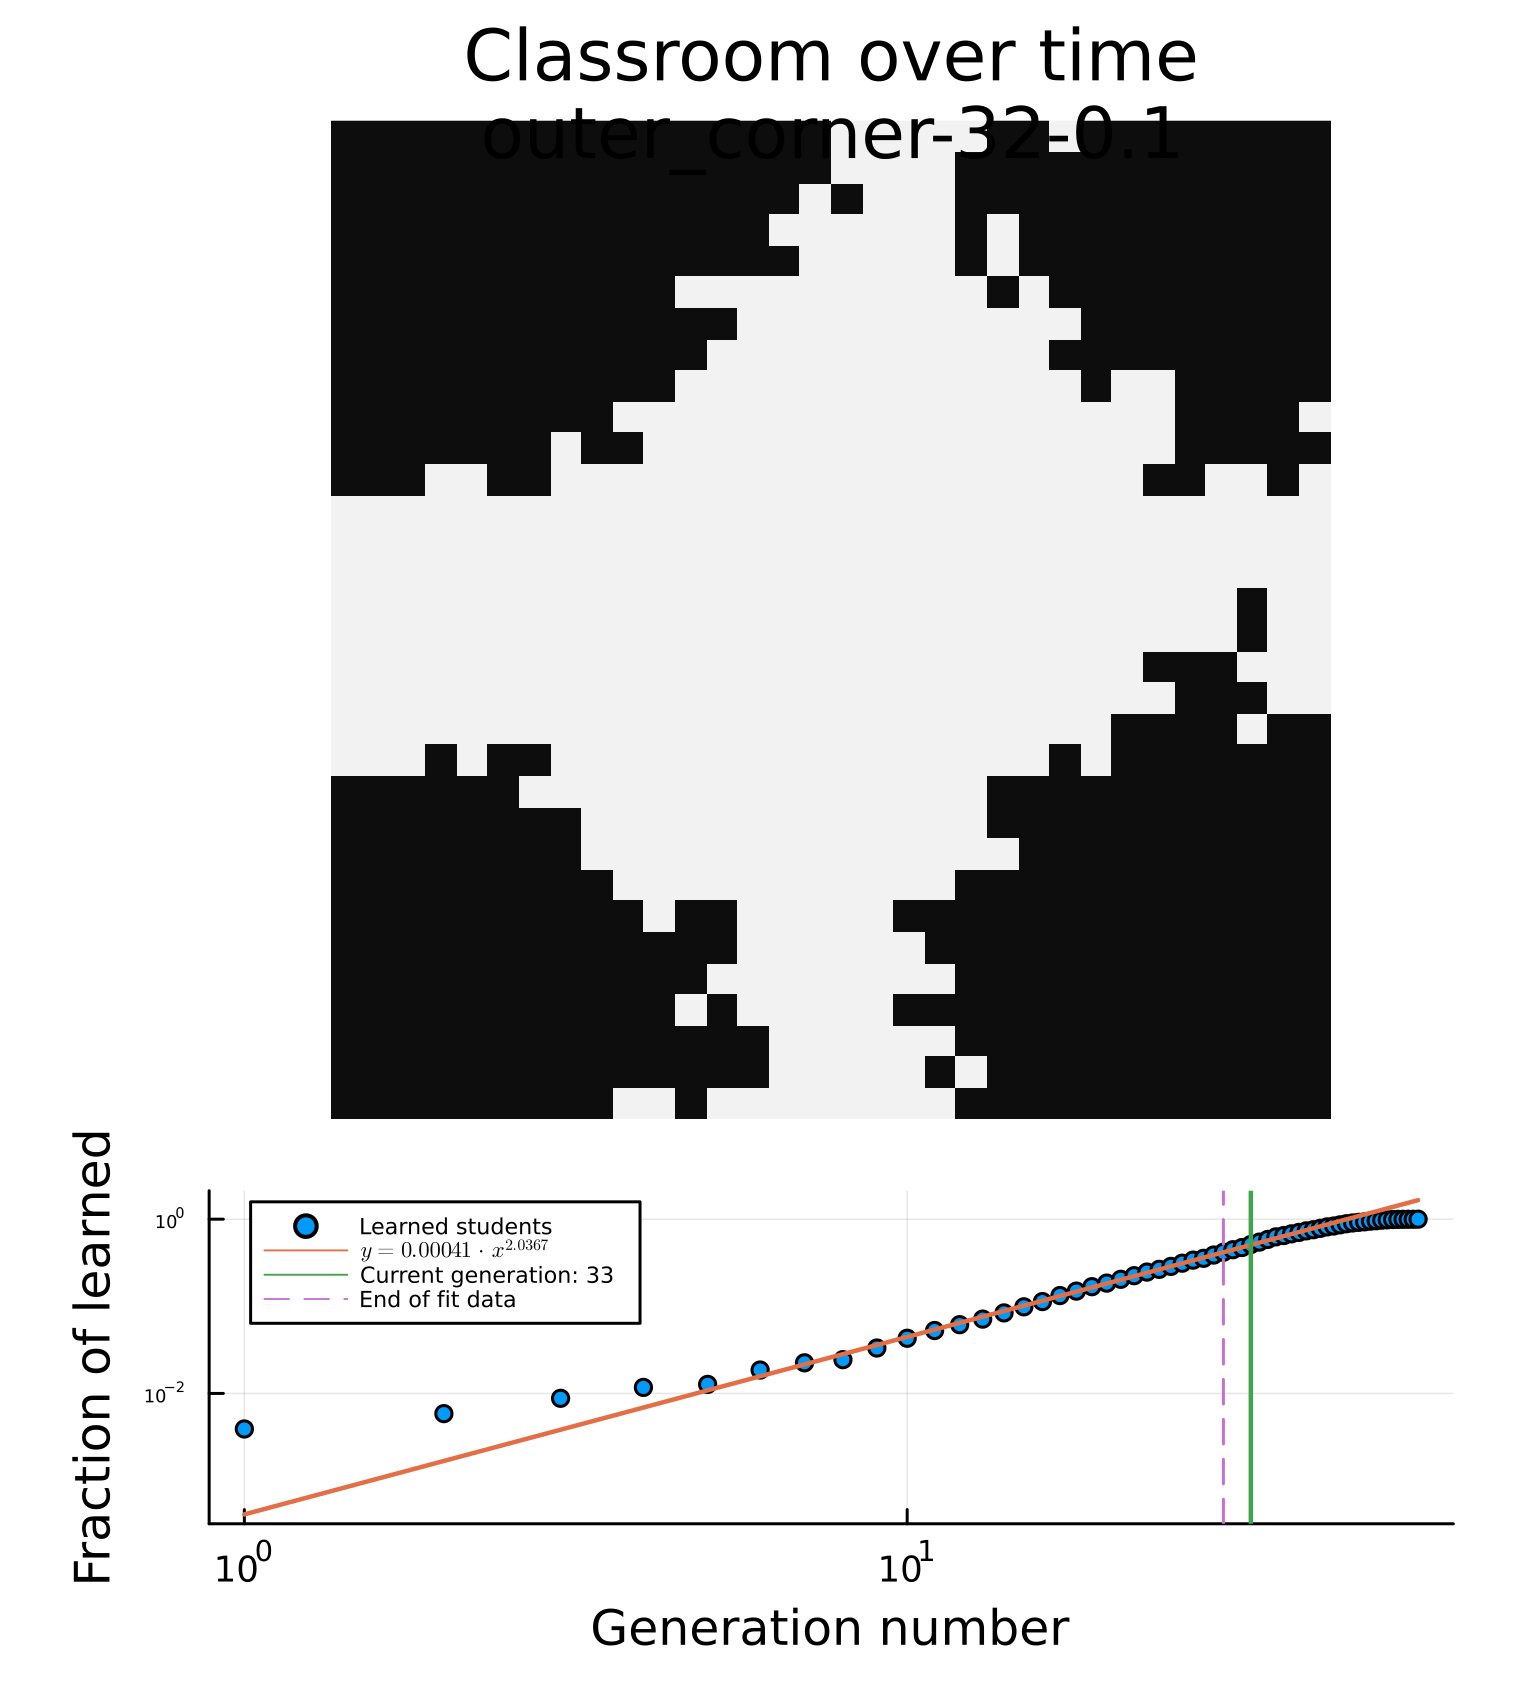 Classroom over time
outer_corner-32-0.1
Fraction of learned
10⁰
10⁻²
Learned students
y = 0.00041 · x^2.0367
Current generation: 33
End of fit data
10⁰
10¹
Generation number